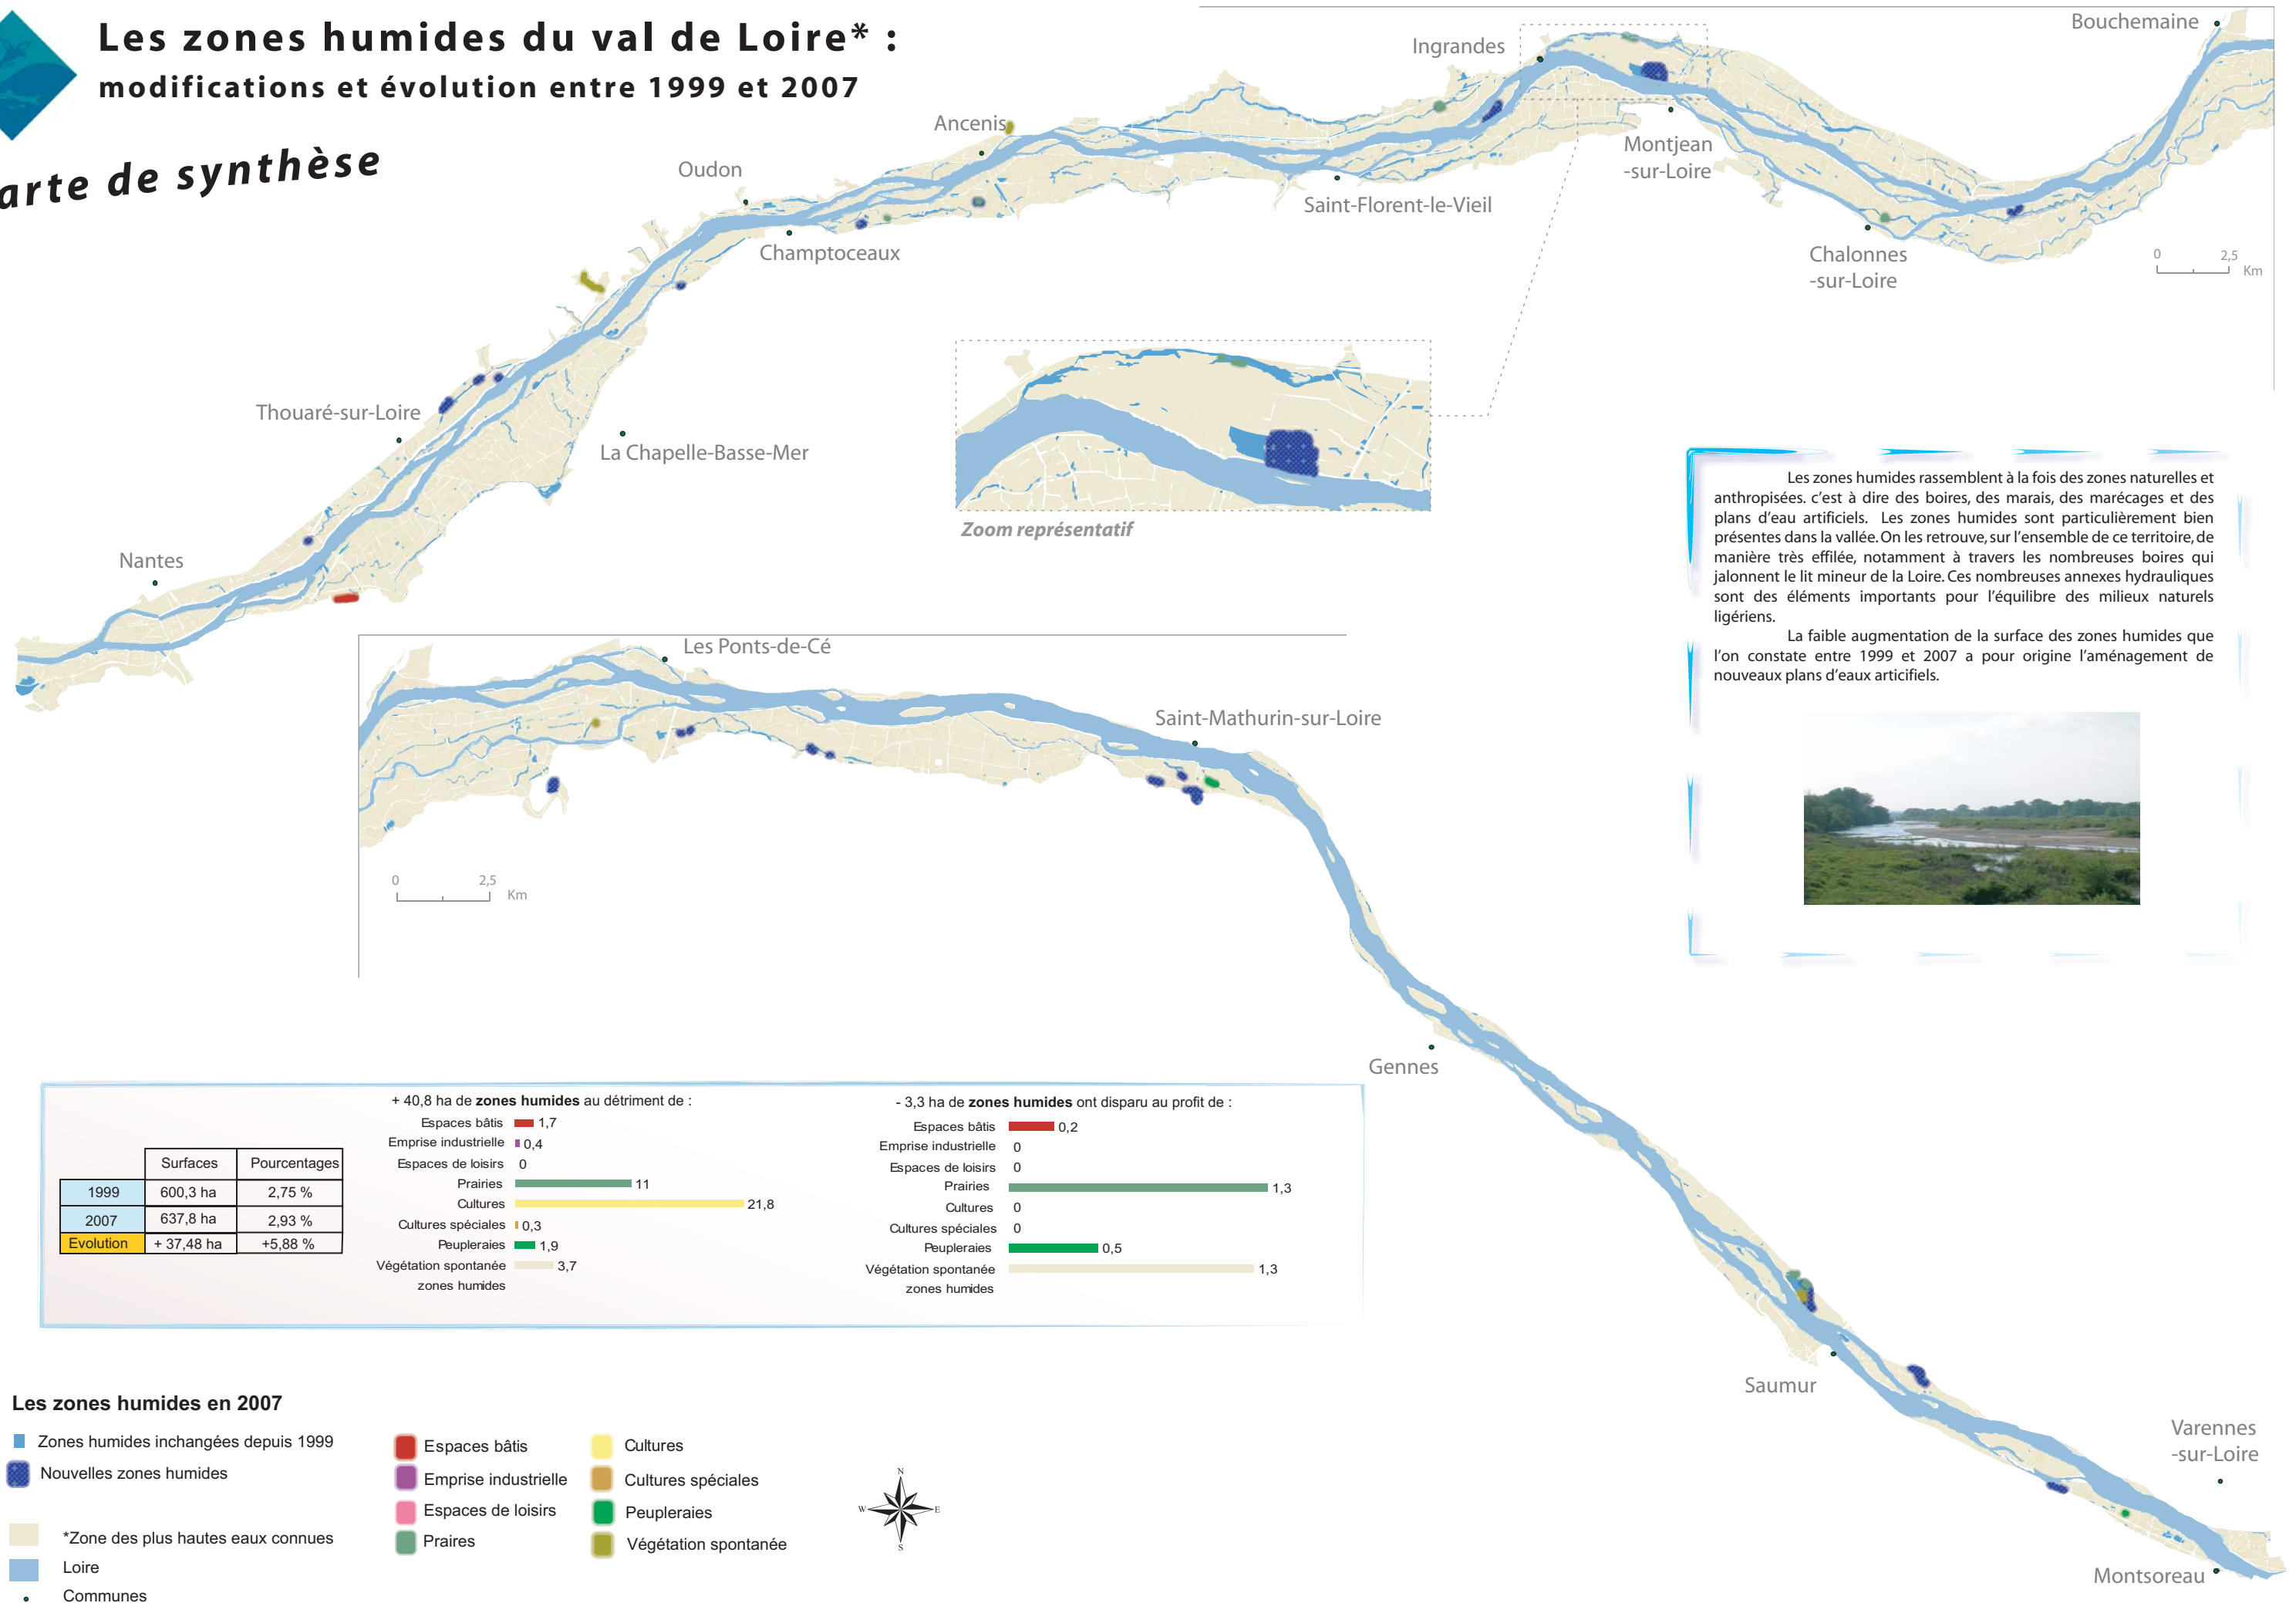 Les zones humides du val de Loire* :
modifications et évolution entre 1999 et 2007
arte de synthèse
Bouchemaine
Ingrandes
Ancenis
Oudon
Montjean
-sur-Loire
Saint-Florent-le-Vieil
Champtoceaux
Chalonnes
-sur-Loire
0 2,5
Km
Thouaré-sur-Loire
La Chapelle-Basse-Mer
Zoom représentatif
Nantes
Les zones humides rassemblent à la fois des zones naturelles et
anthropisées. c'est à dire des boires, des marais, des marécages et des
plans d'eau artificiels. Les zones humides sont particulièrement bien
présentes dans la vallée. On les retrouve, sur l'ensemble de ce territoire, de
manière très effilée, notamment à travers les nombreuses boires qui
jalonnent le lit mineur de la Loire. Ces nombreuses annexes hydrauliques
sont des éléments importants pour l'équilibre des milieux naturels
ligériens.
La faible augmentation de la surface des zones humides que
l'on constate entre 1999 et 2007 a pour origine l'aménagement de
nouveaux plans d'eaux articifiels.
Les Ponts-de-Cé
Saint-Mathurin-sur-Loire
0 2,5
Km
Gennes
Saumur
Varennes
-sur-Loire
Montsoreau
Surfaces Pourcentages
1999 600,3 ha 2,75 %
2007 637,8 ha 2,93 %
Evolution + 37,48 ha +5,88 %
+ 40,8 ha de zones humides au détriment de :
Espaces bâtis 1,7
Emprise industrielle 0,4
Espaces de loisirs 0
Prairies 11
Cultures 21,8
Cultures spéciales 0,3
Peupleraies 1,9
Végétation spontanée 3,7
zones humides
- 3,3 ha de zones humides ont disparu au profit de :
Espaces bâtis 0,2
Emprise industrielle 0
Espaces de loisirs 0
Prairies 1,3
Cultures 0
Cultures spéciales 0
Peupleraies 0,5
Végétation spontanée 1,3
zones humides
Les zones humides en 2007
Zones humides inchangées depuis 1999
Nouvelles zones humides
*Zone des plus hautes eaux connues
Loire
Communes
Espaces bâtis
Emprise industrielle
Espaces de loisirs
Praires
Cultures
Cultures spéciales
Peupleraies
Végétation spontanée
N
W E
S